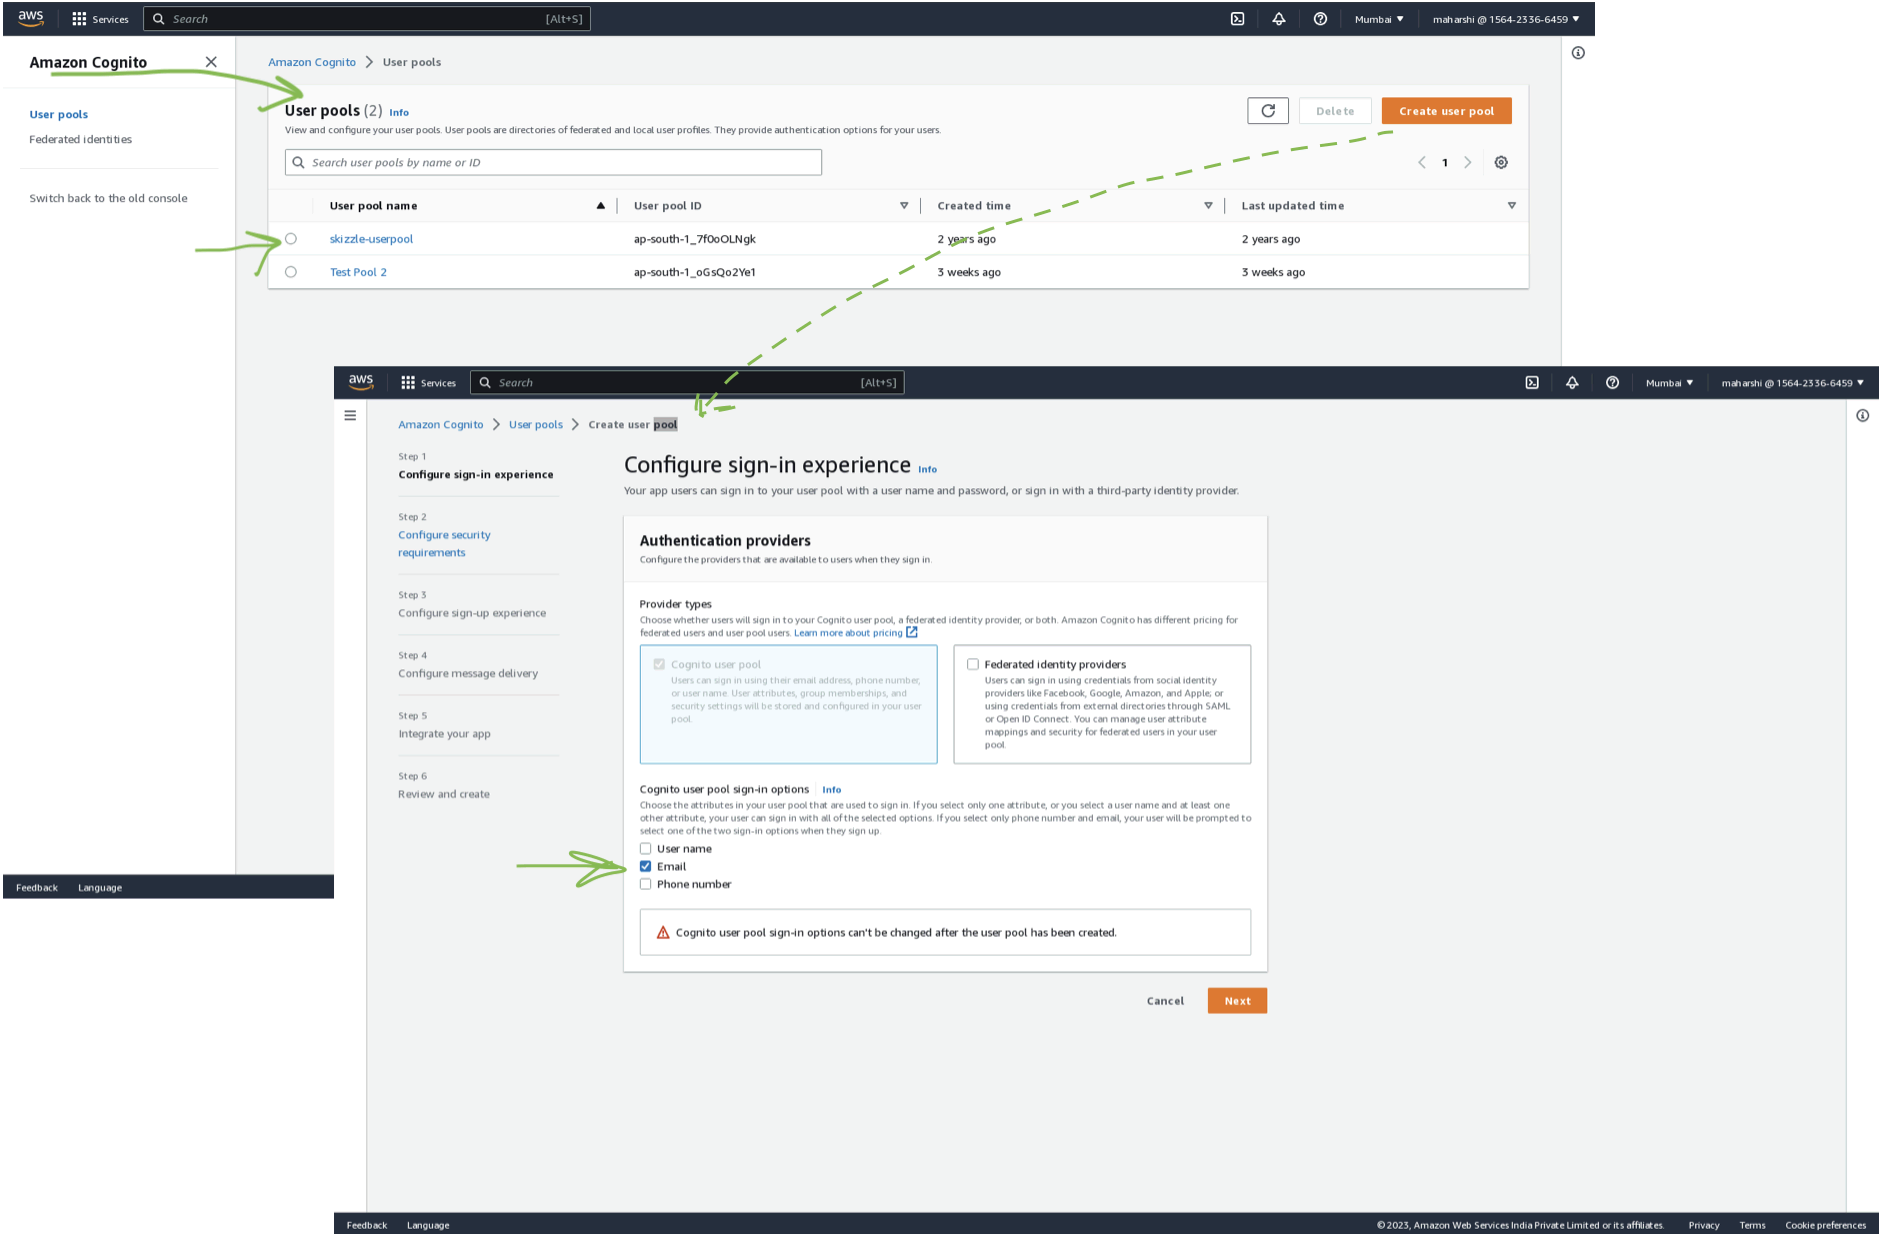 aws Services Search [Alt+S] Mumbai maharshi @ 1564-2336-6459
Amazon Cognito
User pools
Federated identities
Switch back to the old console
Amazon Cognito > User pools
User pools (2) Info
View and configure your user pools. User pools are directories of federated and local user profiles. They provide authentication options for your users.
Delete
Create user pool
Search user pools by name or ID
1
User pool name User pool ID Created time Last updated time
skizzle-userpool ap-south-1_7f0oOLNgk 2 years ago 2 years ago
Test Pool 2 ap-south-1_oGsQo2Ye1 3 weeks ago 3 weeks ago
Feedback Language
aws Services Search [Alt+S] Mumbai maharshi @ 1564-2336-6459
Amazon Cognito > User pools > Create user pool
Step 1
Configure sign-in experience
Step 2
Configure security
requirements
Step 3
Configure sign-up experience
Step 4
Configure message delivery
Step 5
Integrate your app
Step 6
Review and create
Configure sign-in experience Info
Your app users can sign in to your user pool with a user name and password, or sign in with a third-party identity provider.
Authentication providers
Configure the providers that are available to users when they sign in.
Provider types
Choose whether users will sign in to your Cognito user pool, a federated identity provider, or both. Amazon Cognito has different pricing for
federated users and user pool users. Learn more about pricing
Cognito user pool
Users can sign in using their email address, phone number,
or user name. User attributes, group memberships, and
security settings will be stored and configured in your user
pool.
Federated identity providers
Users can sign in using credentials from social identity
providers like Facebook, Google, Amazon, and Apple; or
using credentials from external directories through SAML
or Open ID Connect. You can manage user attribute
mappings and security for federated users in your user
pool.
Cognito user pool sign-in options Info
Choose the attributes in your user pool that are used to sign in. If you select only one attribute, or you select a user name and at least one
other attribute, your user can sign in with all of the selected options. If you select only phone number and email, your user will be prompted to
select one of the two sign-in options when they sign up.
User name
Email
Phone number
Cognito user pool sign-in options can't be changed after the user pool has been created.
Cancel
Next
Feedback Language © 2023, Amazon Web Services India Private Limited or its affiliates. Privacy Terms Cookie preferences